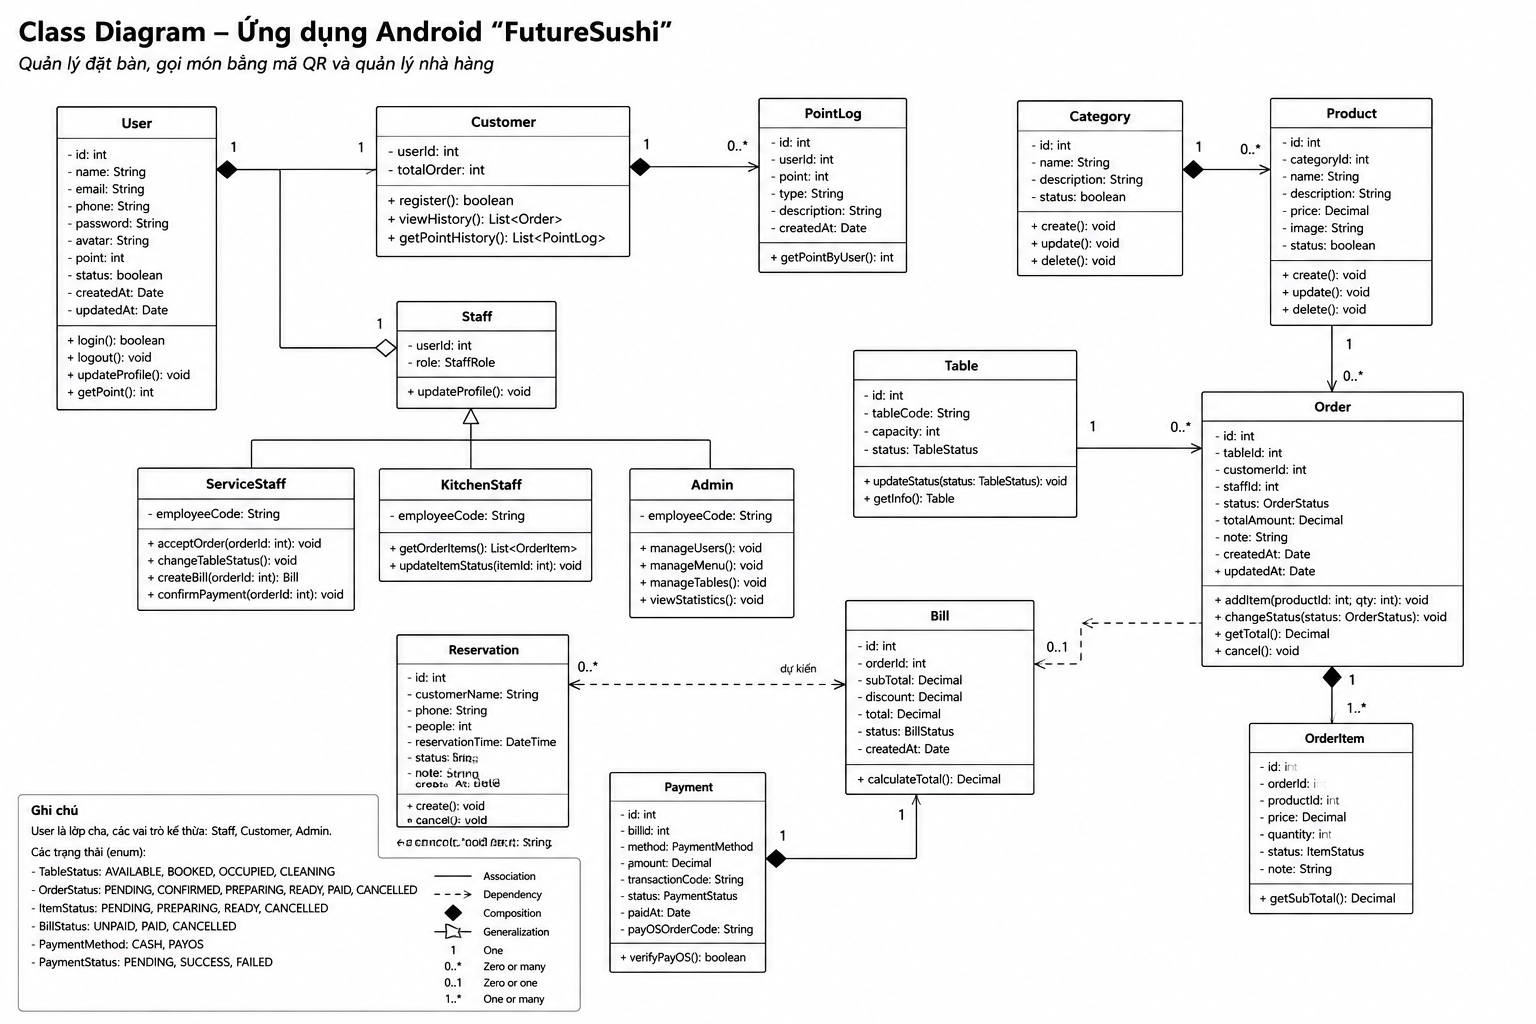 Class Diagram – Ứng dụng Android “FutureSushi”
Quản lý đặt bàn, gọi món bằng mã QR và quản lý nhà hàng
User
- id: int
- name: String
- email: String
- phone: String
- password: String
- avatar: String
- point: int
- status: boolean
- createdAt: Date
- updatedAt: Date
+ login(): boolean
+ logout(): void
+ updateProfile(): void
+ getPoint(): int
1
1
Customer
- userId: int
- totalOrder: int
+ register(): boolean
+ viewHistory(): List<Order>
+ getPointHistory(): List<PointLog>
1
0..*
PointLog
- id: int
- userId: int
- point: int
- type: String
- description: String
- createdAt: Date
+ getPointByUser(): int
Category
- id: int
- name: String
- description: String
- status: boolean
+ create(): void
+ update(): void
+ delete(): void
1
0..*
Product
- id: int
- categoryId: int
- name: String
- description: String
- price: Decimal
- image: String
- status: boolean
+ create(): void
+ update(): void
+ delete(): void
1
0..*
1
Staff
- userId: int
- role: StaffRole
+ updateProfile(): void
Table
- id: int
- tableCode: String
- capacity: int
- status: TableStatus
+ updateStatus(status: TableStatus): void
+ getInfo(): Table
1
0..*
Order
- id: int
- tableId: int
- customerId: int
- staffId: int
- status: OrderStatus
- totalAmount: Decimal
- note: String
- createdAt: Date
- updatedAt: Date
+ addItem(productId: int; qty: int): void
+ changeStatus(status: OrderStatus): void
+ getTotal(): Decimal
+ cancel(): void
ServiceStaff
- employeeCode: String
+ acceptOrder(orderId: int): void
+ changeTableStatus(): void
+ createBill(orderId: int): Bill
+ confirmPayment(orderId: int): void
KitchenStaff
- employeeCode: String
+ getOrderItems(): List<OrderItem>
+ updateItemStatus(itemId: int): void
Admin
- employeeCode: String
+ manageUsers(): void
+ manageMenu(): void
+ manageTables(): void
+ viewStatistics(): void
Reservation
- id: int
- customerName: String
- phone: String
- people: int
- reservationTime: DateTime
- status:
- note: String
+ create(): void
cancel(): void
0..*
dự kiến
Bill
- id: int
- orderId: int
- subTotal: Decimal
- discount: Decimal
- total: Decimal
- status: BillStatus
- createdAt: Date
+ calculateTotal(): Decimal
0..1
1
1..*
OrderItem
- id: int
- orderId: int
- productId: int
- price: Decimal
- quantity: int
- status: ItemStatus
- note: String
+ getSubTotal(): Decimal
Payment
- id: int
- billId: int
- method: PaymentMethod
- amount: Decimal
- transactionCode: String
- status: PaymentStatus
- paidAt: Date
- payOSOrderCode: String
+ verifyPayOS(): boolean
1
1
Ghi chú
User là lớp cha, các vai trò kế thừa: Staff, Customer, Admin.
Các trạng thái (enum):
- TableStatus: AVAILABLE, BOOKED, OCCUPIED, CLEANING
- OrderStatus: PENDING, CONFIRMED, PREPARING, READY, PAID, CANCELLED
- ItemStatus: PENDING, PREPARING, READY, CANCELLED
- BillStatus: UNPAID, PAID, CANCELLED
- PaymentMethod: CASH, PAYOS
- PaymentStatus: PENDING, SUCCESS, FAILED
Association
Dependency
Composition
Generalization
1 One
0..* Zero or many
0..1 Zero or one
1..* One or many